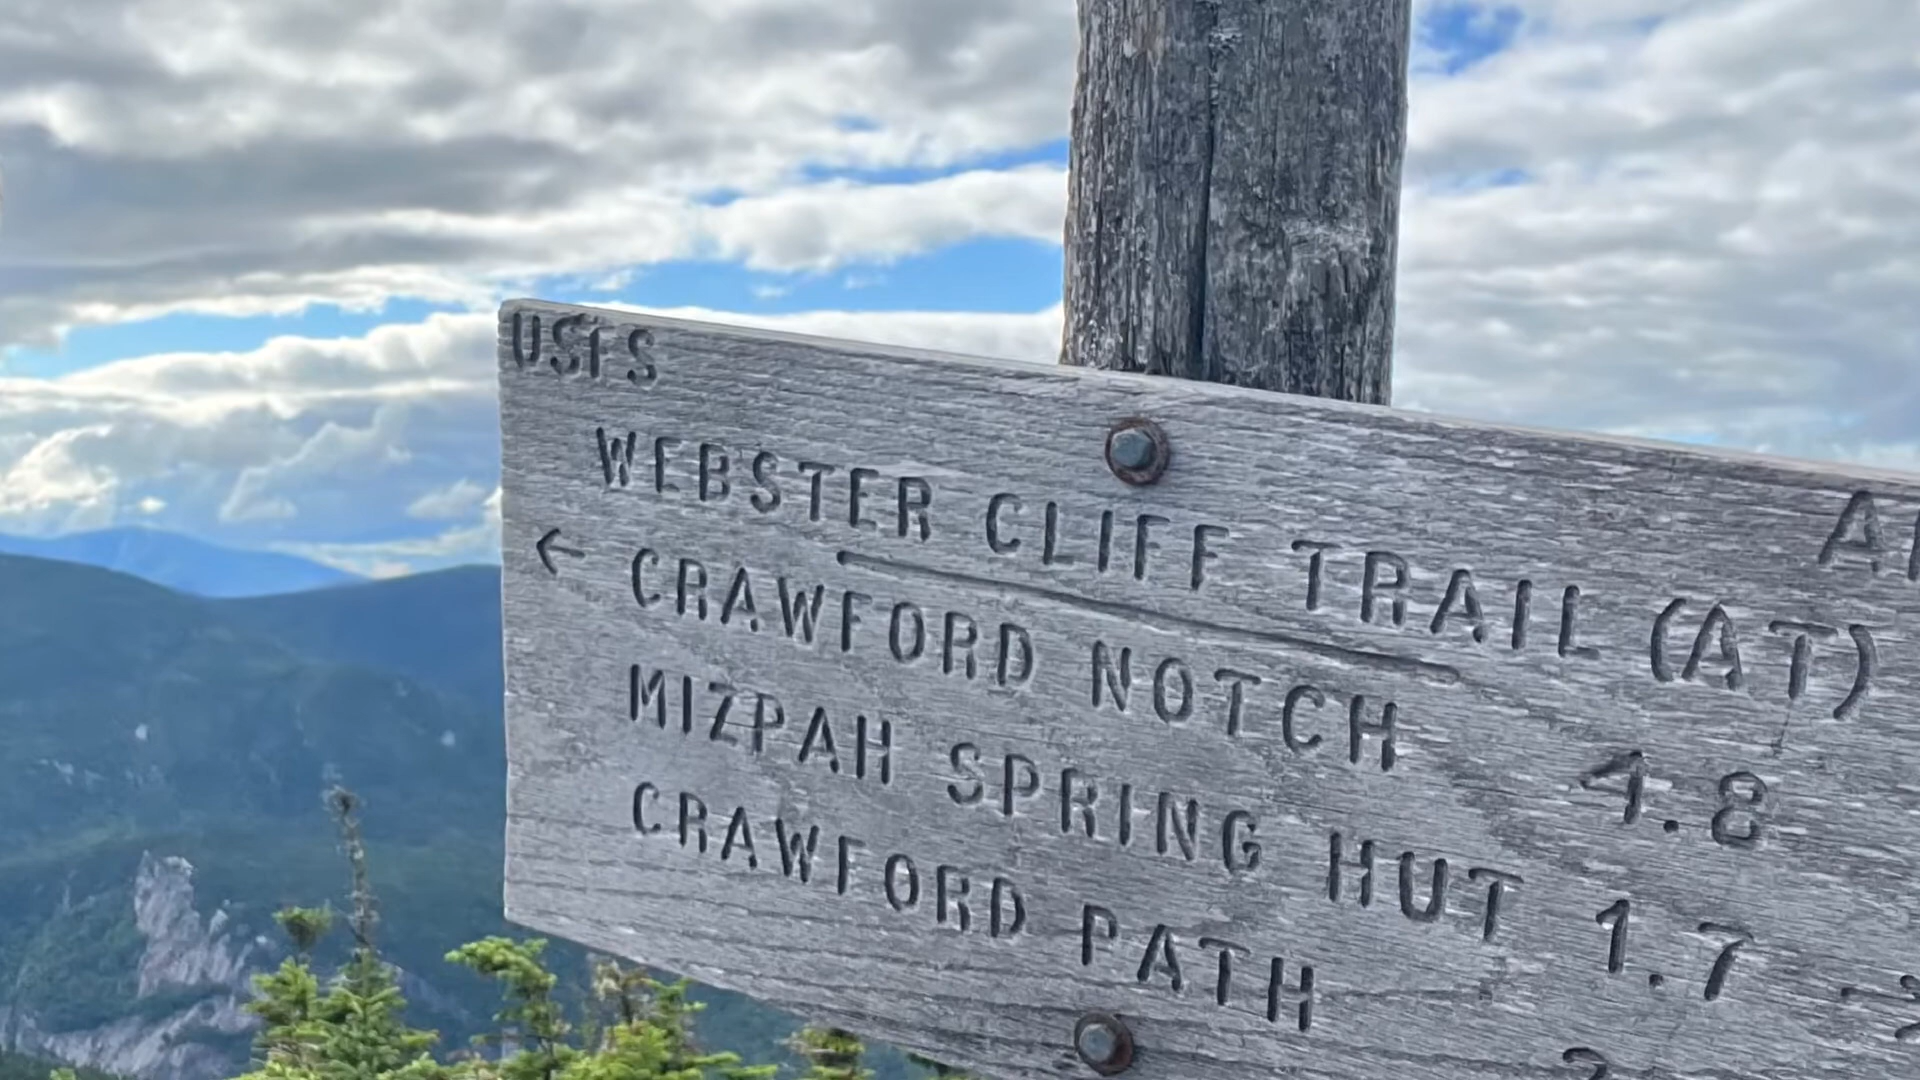 USFS
WEBSTER CLIFF TRAIL (AT)
← CRAWFORD NOTCH 4.8
MIZPAH SPRING HUT 1.7
CRAWFORD PATH